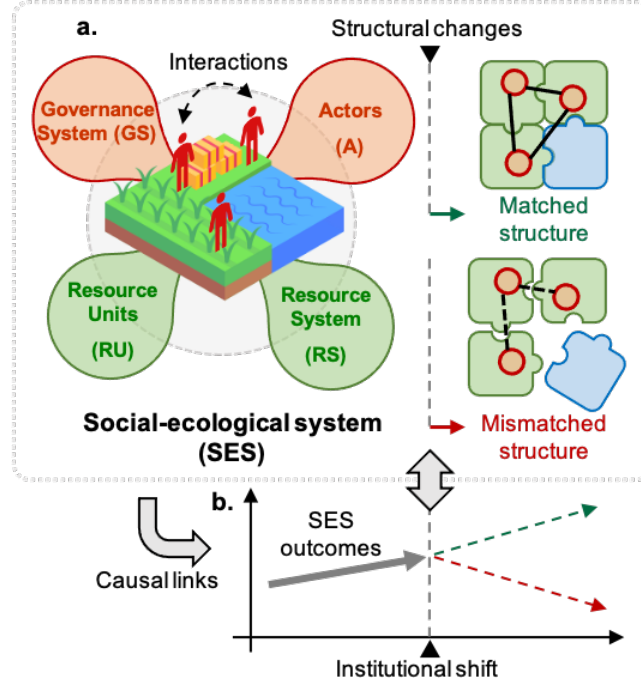 a.
Structural changes
Interactions
Governance
System (GS)
Actors
(A)
Matched
structure
Resource
Units
(RU)
Resource
System
(RS)
Social-ecological system
(SES)
Mismatched
structure
b.
SES
outcomes
Causal links
Institutional shift